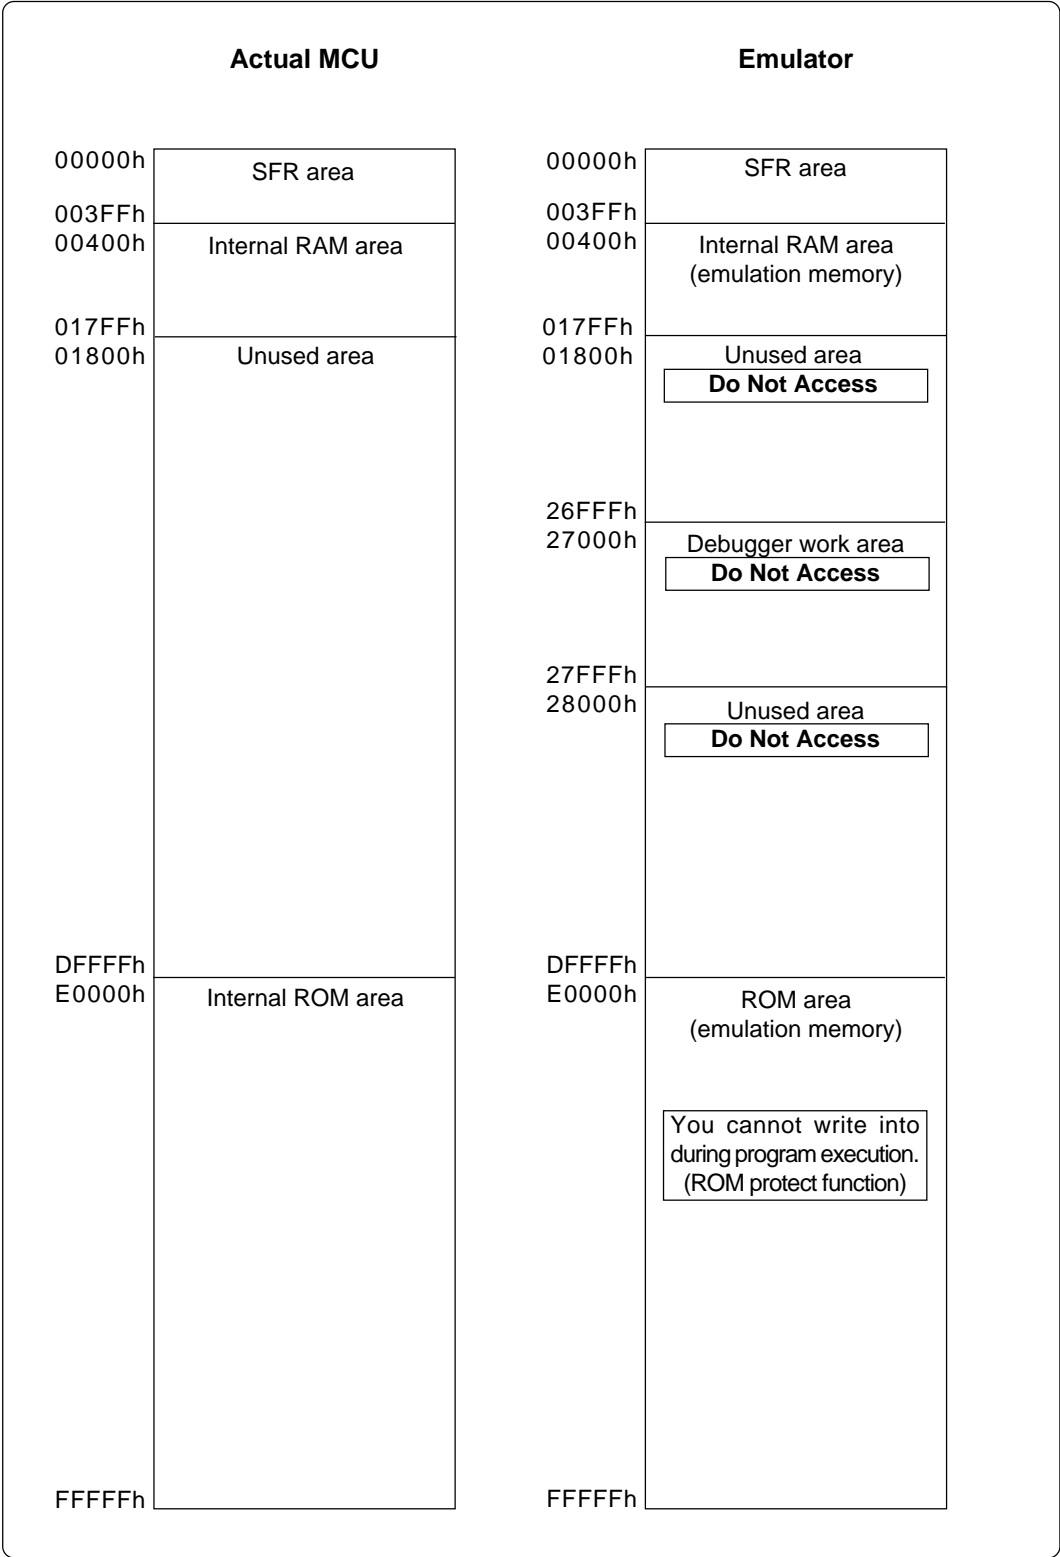 Actual MCU
00000h
SFR area
003FFh
00400h
Internal RAM area
017FFh
01800h
Unused area
DFFFFh
E0000h
Internal ROM area
FFFFFh
Emulator
00000h
SFR area
003FFh
00400h
Internal RAM area
(emulation memory)
017FFh
01800h
Unused area
Do Not Access
26FFFh
27000h
Debugger work area
Do Not Access
27FFFh
28000h
Unused area
Do Not Access
DFFFFh
E0000h
ROM area
(emulation memory)
You cannot write into
during program execution.
(ROM protect function)
FFFFFh